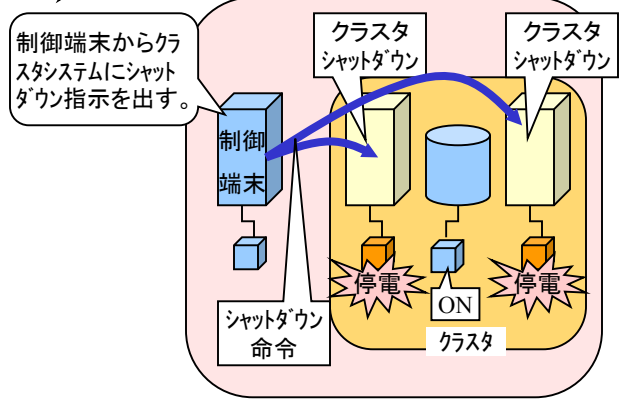 制御端末からｸﾗ
ｽﾀｼｽﾃﾑにｼｬｯﾄ
ﾀﾞｳﾝ指示を出す。
クラスタ
ｼｬｯﾄﾀﾞｳﾝ
クラスタ
ｼｬｯﾄﾀﾞｳﾝ
制御
端末
停電
停電
ON
ｼｬｯﾄﾀﾞｳﾝ
命令
ｸﾗｽﾀ